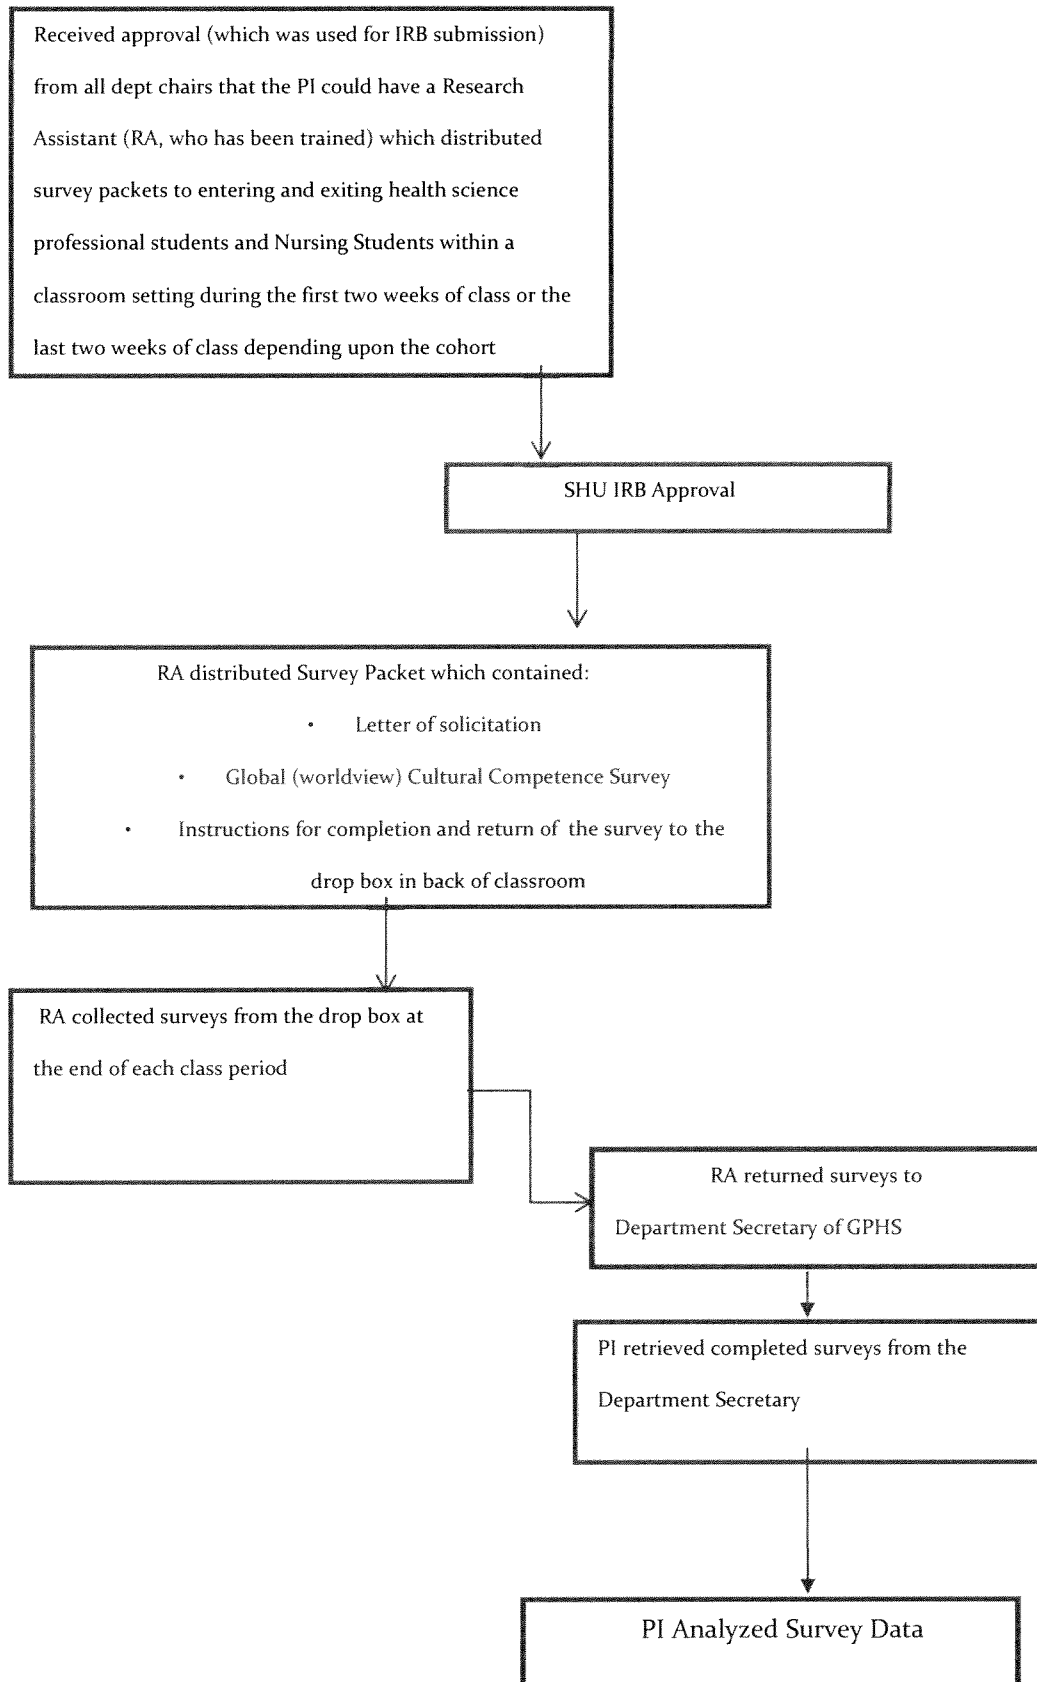 Received approval (which was used for IRB submission)
from all dept chairs that the PI could have a Research
Assistant (RA, who has been trained) which distributed
survey packets to entering and exiting health science
professional students and Nursing Students within a
classroom setting during the first two weeks of class or the
last two weeks of class depending upon the cohort
SHU IRB Approval
RA distributed Survey Packet which contained:
• Letter of solicitation
• Global (worldview) Cultural Competence Survey
• Instructions for completion and return of the survey to the
drop box in back of classroom
RA collected surveys from the drop box at
the end of each class period
RA returned surveys to
Department Secretary of GPHS
PI retrieved completed surveys from the
Department Secretary
PI Analyzed Survey Data